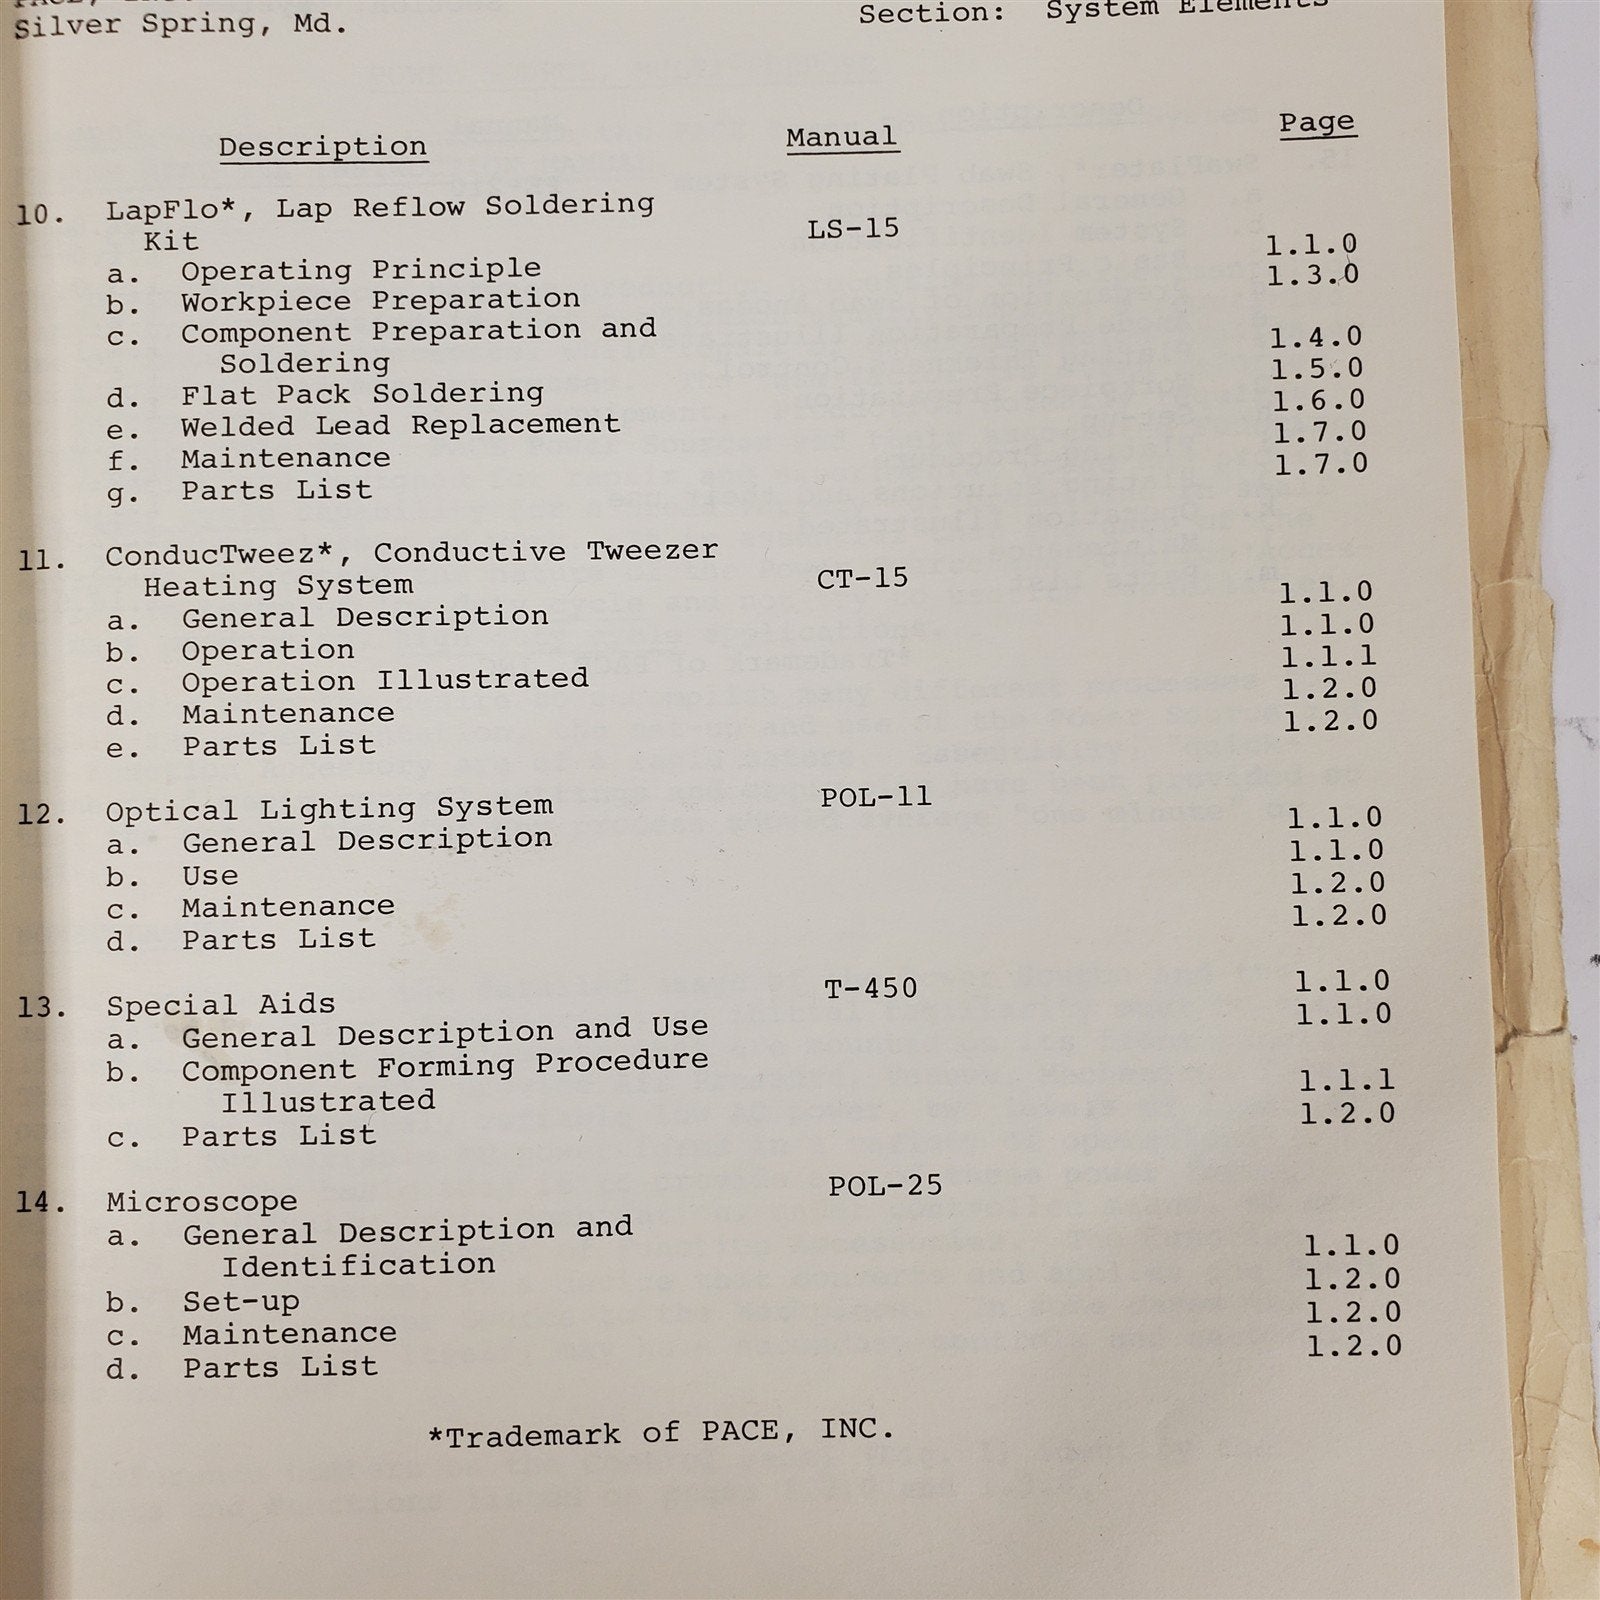 Silver Spring, Md. Section: System Elements
Description Manual Page
10. LapFlo*, Lap Reflow Soldering
Kit LS-15
a. Operating Principle 1.1.0
b. Workpiece Preparation 1.3.0
c. Component Preparation and
Soldering 1.4.0
d. Flat Pack Soldering 1.5.0
e. Welded Lead Replacement 1.6.0
f. Maintenance 1.7.0
g. Parts List 1.7.0
11. ConducTweez*, Conductive Tweezer
Heating System CT-15
a. General Description 1.1.0
b. Operation 1.1.0
c. Operation Illustrated 1.1.1
d. Maintenance 1.2.0
e. Parts List 1.2.0
12. Optical Lighting System POL-11
a. General Description 1.1.0
b. Use 1.1.0
c. Maintenance 1.2.0
d. Parts List 1.2.0
13. Special Aids T-450 1.1.0
a. General Description and Use 1.1.0
b. Component Forming Procedure
Illustrated 1.1.1
c. Parts List 1.2.0
14. Microscope POL-25
a. General Description and
Identification 1.1.0
b. Set-up 1.2.0
c. Maintenance 1.2.0
d. Parts List 1.2.0
*Trademark of PACE, INC.